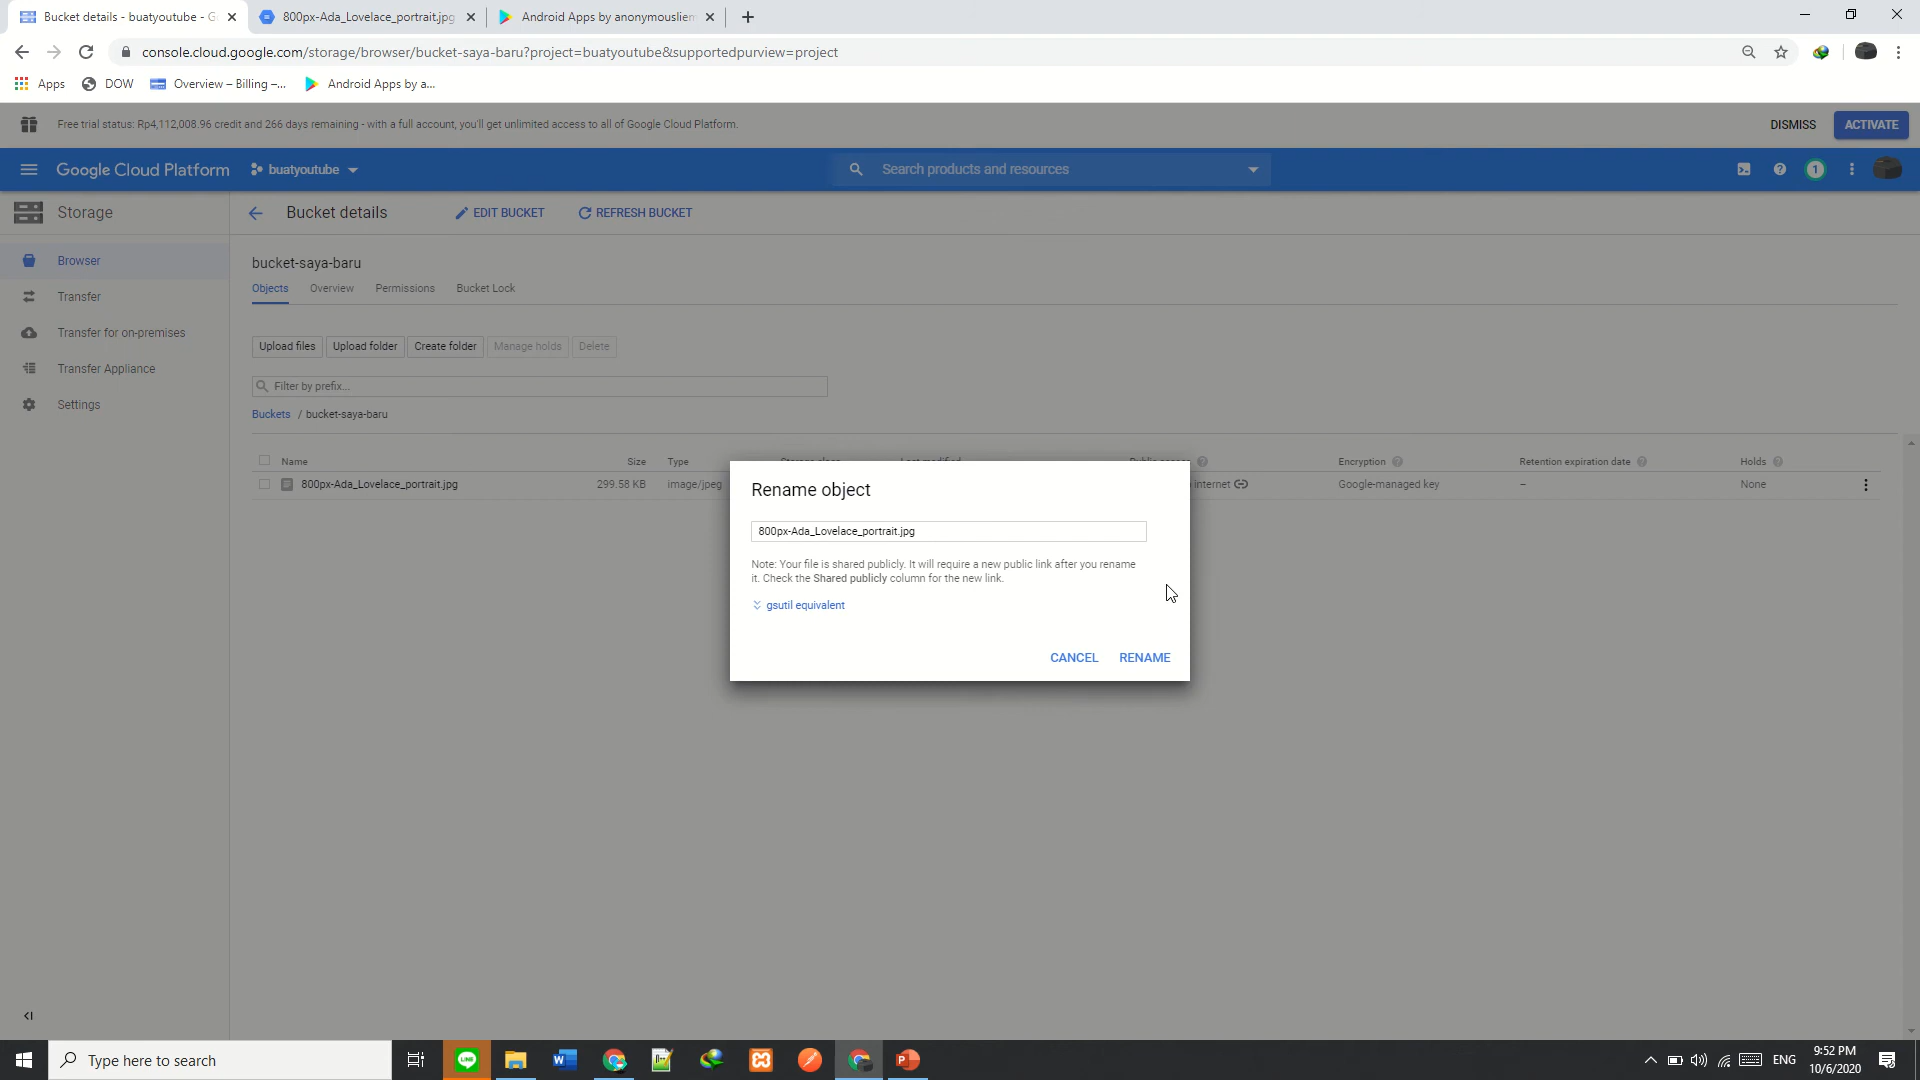 Bucket details - buatyoutube - G
800px-Ada_Lovelace_portrait.jpg
Android Apps by anonymouslier
console.cloud.google.com/storage/browser/bucket-saya-baru?project=buatyoutube&supportedpurview=project
Apps
DOW
Overview – Billing –...
Android Apps by a...
Free trial status: Rp4,112,008.96 credit and 266 days remaining - with a full account, you'll get unlimited access to all of Google Cloud Platform.
DISMISS
ACTIVATE
Google Cloud Platform
buatyoutube
Search products and resources
1
Storage
Bucket details
EDIT BUCKET
REFRESH BUCKET
Browser
Transfer
Transfer for on-premises
Transfer Appliance
Settings
bucket-saya-baru
Objects
Overview
Permissions
Bucket Lock
Upload files
Upload folder
Create folder
Manage holds
Delete
Filter by prefix...
Buckets / bucket-saya-baru
Name
Size
Type
Encryption
Retention expiration date
Holds
800px-Ada_Lovelace_portrait.jpg
299.58 KB
image/jpeg
internet
Google-managed key
–
None
Rename object
800px-Ada_Lovelace_portrait.jpg
Note: Your file is shared publicly. It will require a new public link after you rename
it. Check the Shared publicly column for the new link.
gsutil equivalent
CANCEL
RENAME
Type here to search
ENG
9:52 PM
10/6/2020